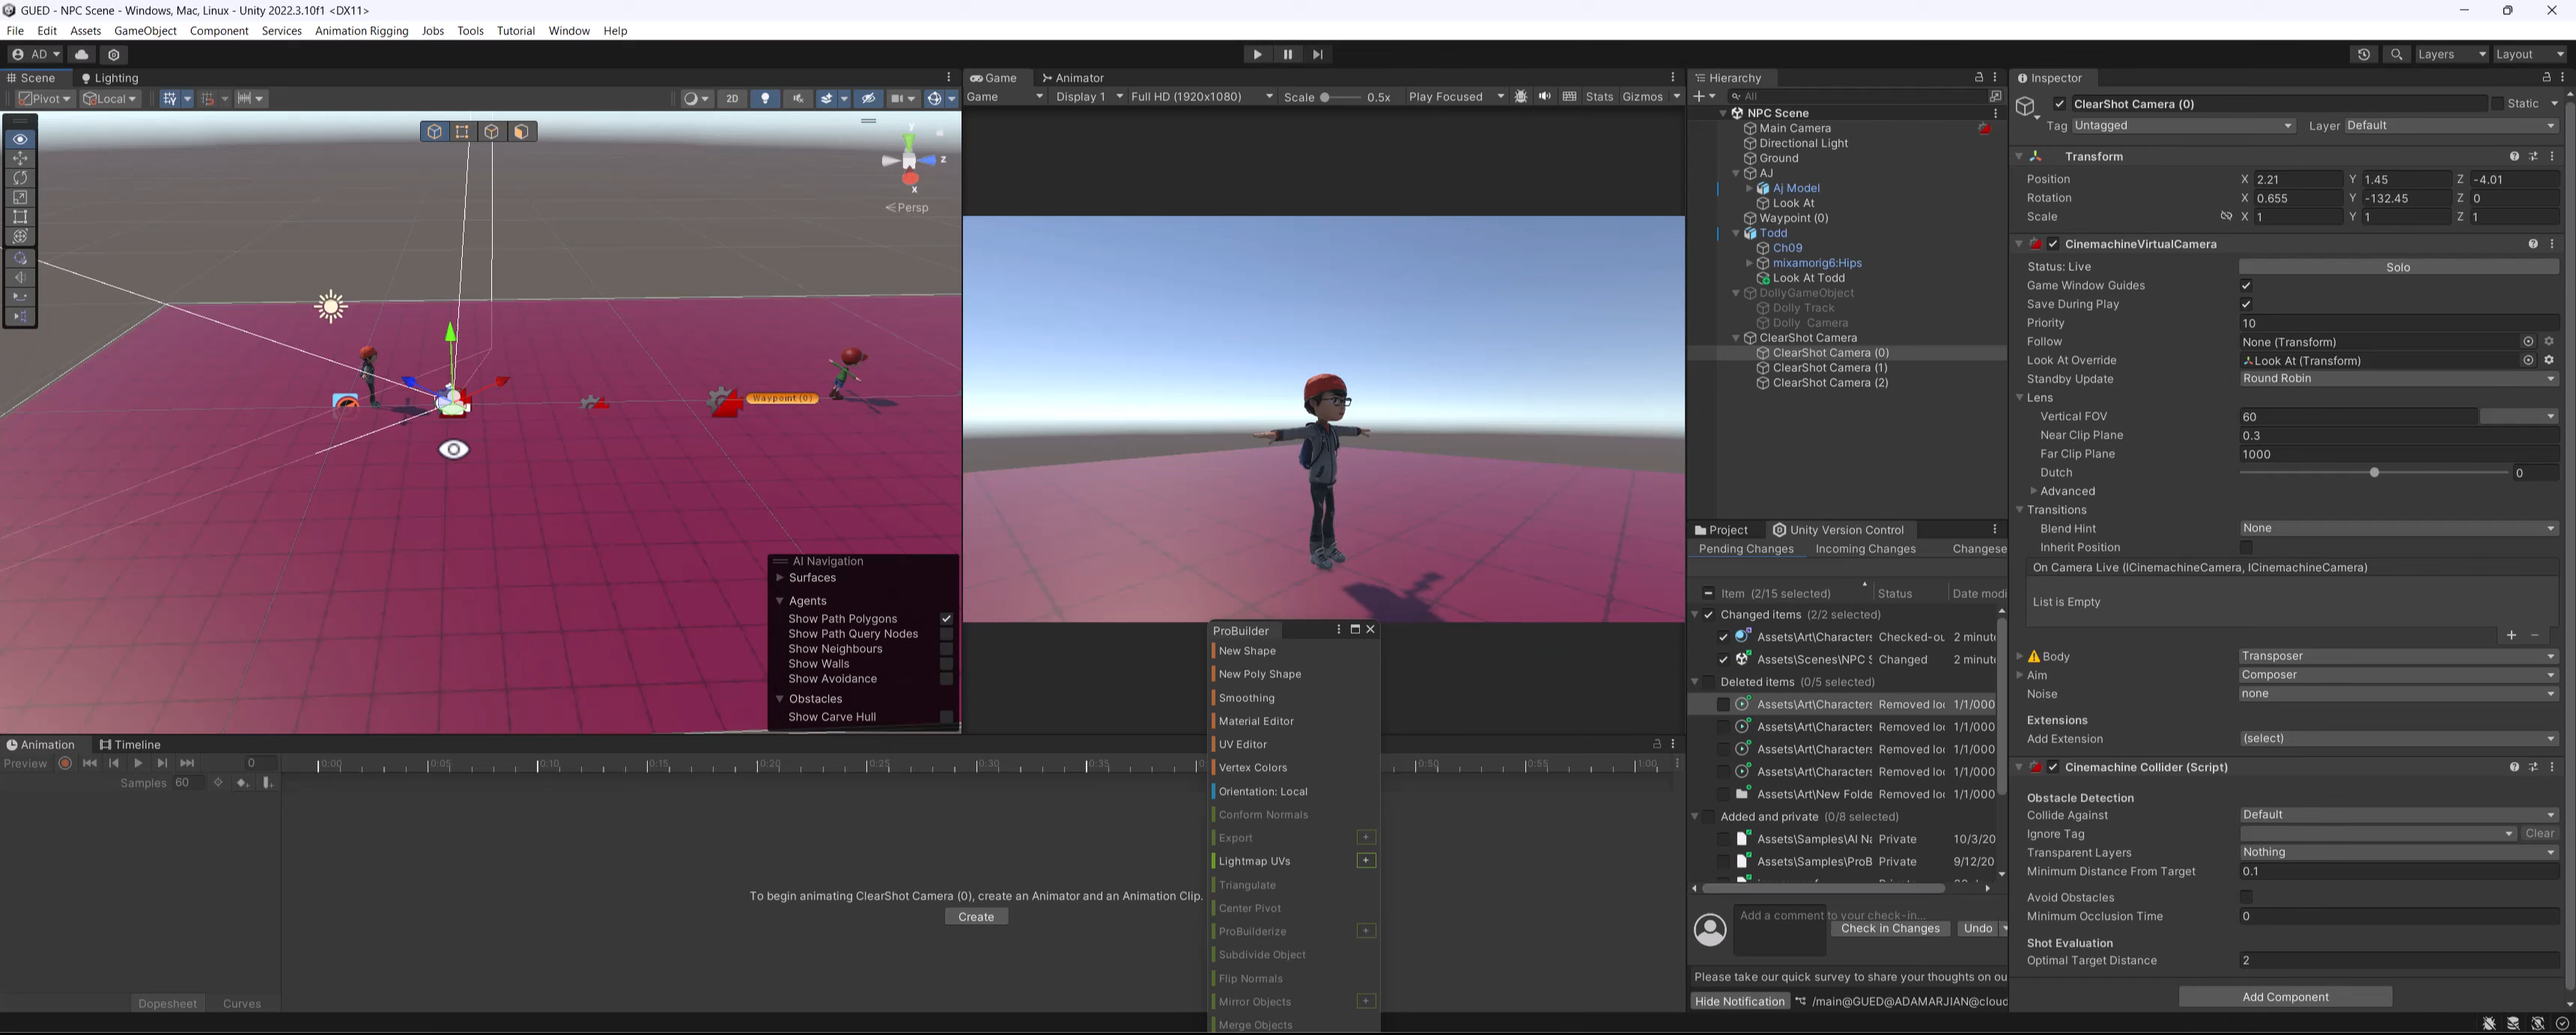 GUED - NPC Scene - Windows, Mac, Linux - Unity 2022.3.10f1 <DX11>
File Edit Assets GameObject Component Services Animation Rigging Jobs Tools Tutorial Window Help
AD Layers Layout
Scene Lighting
Pivot Local 2D
Persp
y z x
Waypoint (0)
AI Navigation
Surfaces
Agents
Show Path Polygons
Show Path Query Nodes
Show Neighbours
Show Walls
Show Avoidance
Obstacles
Show Carve Hull
Game Animator
Game Display 1 Full HD (1920x1080) Scale 0.5x Play Focused Stats Gizmos
ProBuilder
New Shape
New Poly Shape
Smoothing
Material Editor
UV Editor
Vertex Colors
Orientation: Local
Conform Normals
Export +
Lightmap UVs +
Triangulate
Center Pivot
ProBuilderize +
Subdivide Object
Flip Normals
Mirror Objects +
Merge Objects
Animation Timeline
Preview 0
0:00 0:05 0:10 0:15 0:20 0:25 0:30 0:35 0:50 0:55 1:00
Samples 60
To begin animating ClearShot Camera (0), create an Animator and an Animation Clip.
Create
Dopesheet Curves
Hierarchy
All
NPC Scene
Main Camera
Directional Light
Ground
AJ
Aj Model
Look At
Waypoint (0)
Todd
Ch09
mixamorig6:Hips
Look At Todd
DollyGameObject
Dolly Track
Dolly Camera
ClearShot Camera
ClearShot Camera (0)
ClearShot Camera (1)
ClearShot Camera (2)
Project Unity Version Control
Pending Changes Incoming Changes Changese
Item (2/15 selected) Status Date modi
Changed items (2/2 selected)
Assets\Art\Characters Checked-ou 2 minute
Assets\Scenes\NPC S Changed 2 minute
Deleted items (0/5 selected)
Assets\Art\Characters Removed loc 1/1/000
Assets\Art\Characters Removed loc 1/1/000
Assets\Art\Characters Removed loc 1/1/000
Assets\Art\Characters Removed loc 1/1/000
Assets\Art\New Folde Removed loc 1/1/000
Added and private (0/8 selected)
Assets\Samples\AI Na Private 10/3/20
Assets\Samples\ProB Private 9/12/20
Add a comment to your check-in...
Check in Changes Undo
Please take our quick survey to share your thoughts on ou
Hide Notification /main@GUED@ADAMARJIAN@cloud
Inspector
ClearShot Camera (0) Static
Tag Untagged Layer Default
Transform
Position X 2.21 Y 1.45 Z -4.01
Rotation X 0.655 Y -132.45 Z 0
Scale X 1 Y 1 Z 1
CinemachineVirtualCamera
Status: Live Solo
Game Window Guides
Save During Play
Priority 10
Follow None (Transform)
Look At Override Look At (Transform)
Standby Update Round Robin
Lens
Vertical FOV 60
Near Clip Plane 0.3
Far Clip Plane 1000
Dutch 0
Advanced
Transitions
Blend Hint None
Inherit Position
On Camera Live (ICinemachineCamera, ICinemachineCamera)
List is Empty
+ -
Body Transposer
Aim Composer
Noise none
Extensions
Add Extension (select)
Cinemachine Collider (Script)
Obstacle Detection
Collide Against Default
Ignore Tag Clear
Transparent Layers Nothing
Minimum Distance From Target 0.1
Avoid Obstacles
Minimum Occlusion Time 0
Shot Evaluation
Optimal Target Distance 2
Add Component